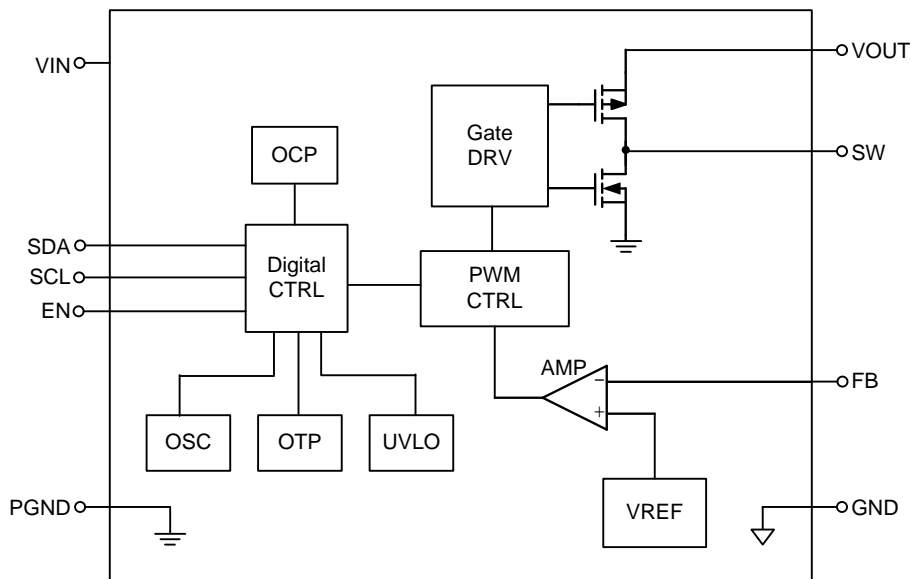 VIN
VOUT
Gate
DRV
OCP
SW
SDA
SCL
EN
Digital
CTRL
PWM
CTRL
AMP
−
+
FB
OSC
OTP
UVLO
VREF
PGND
GND